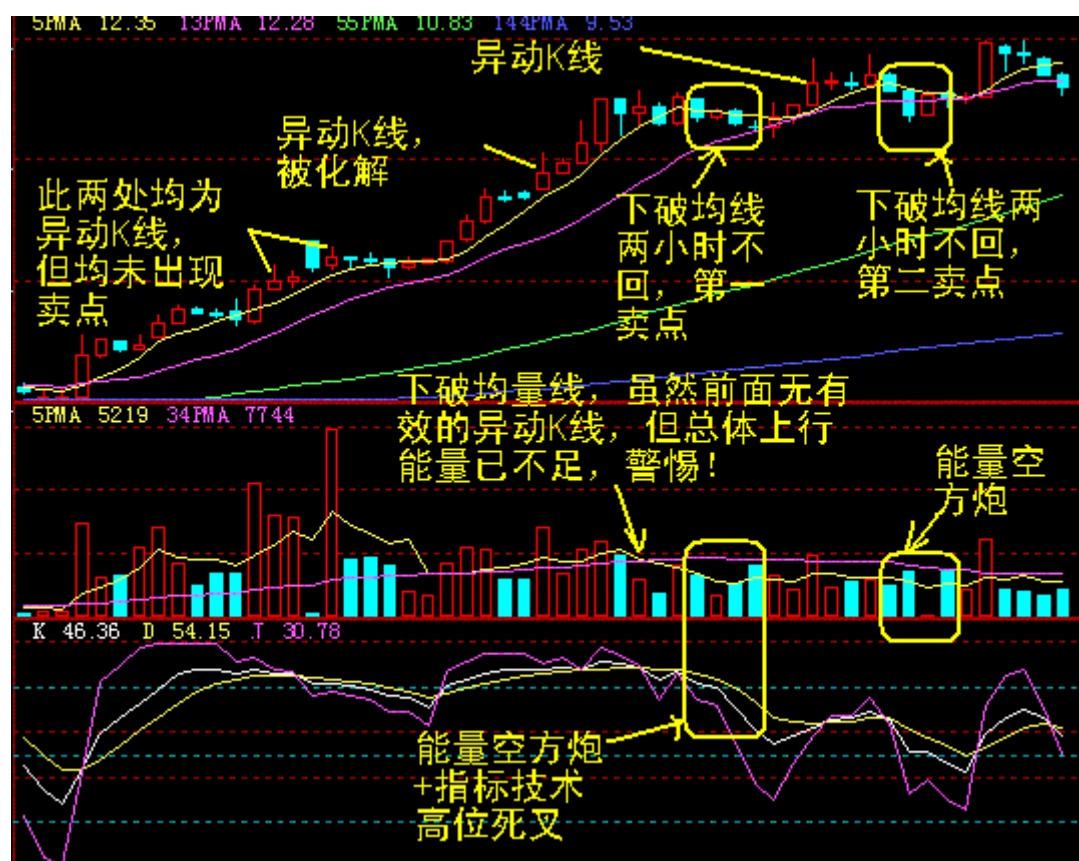 5PMA 12.35 13PMA 12.28 55PMA 10.83 144PMA 9.53
异动K线
异动K线，
被化解
此两处均为
异动K线，
但均未出现
卖点
下破均线
两小时不
回，第一
卖点
下破均线两
小时不回，
第二卖点
下破均量线，虽然前面无有
效的异动K线，但总体上行
能量已不足，警惕！
5PMA 5219 34PMA 7744
能量空
方炮
K 46.36 D 54.15 J 30.78
能量空方炮
+指标技术
高位死叉